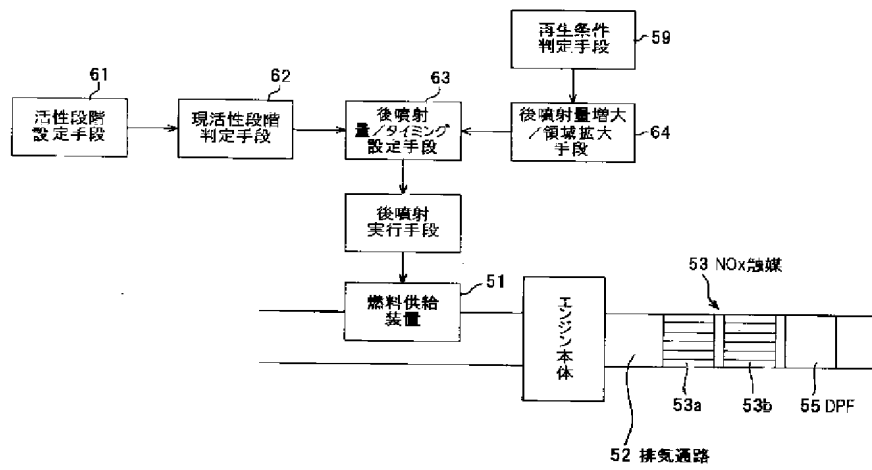 再生条件
判定手段
59
61
62
63
活性段階
設定手段
現活性段階
判定手段
後噴射
量/タイミング
設定手段
後噴射量増大
/領域拡大
手段
64
後噴射
実行手段
51
燃料供給
装置
エンジン本体
53 NOx触媒
53a
53b
55 DPF
52 排気通路